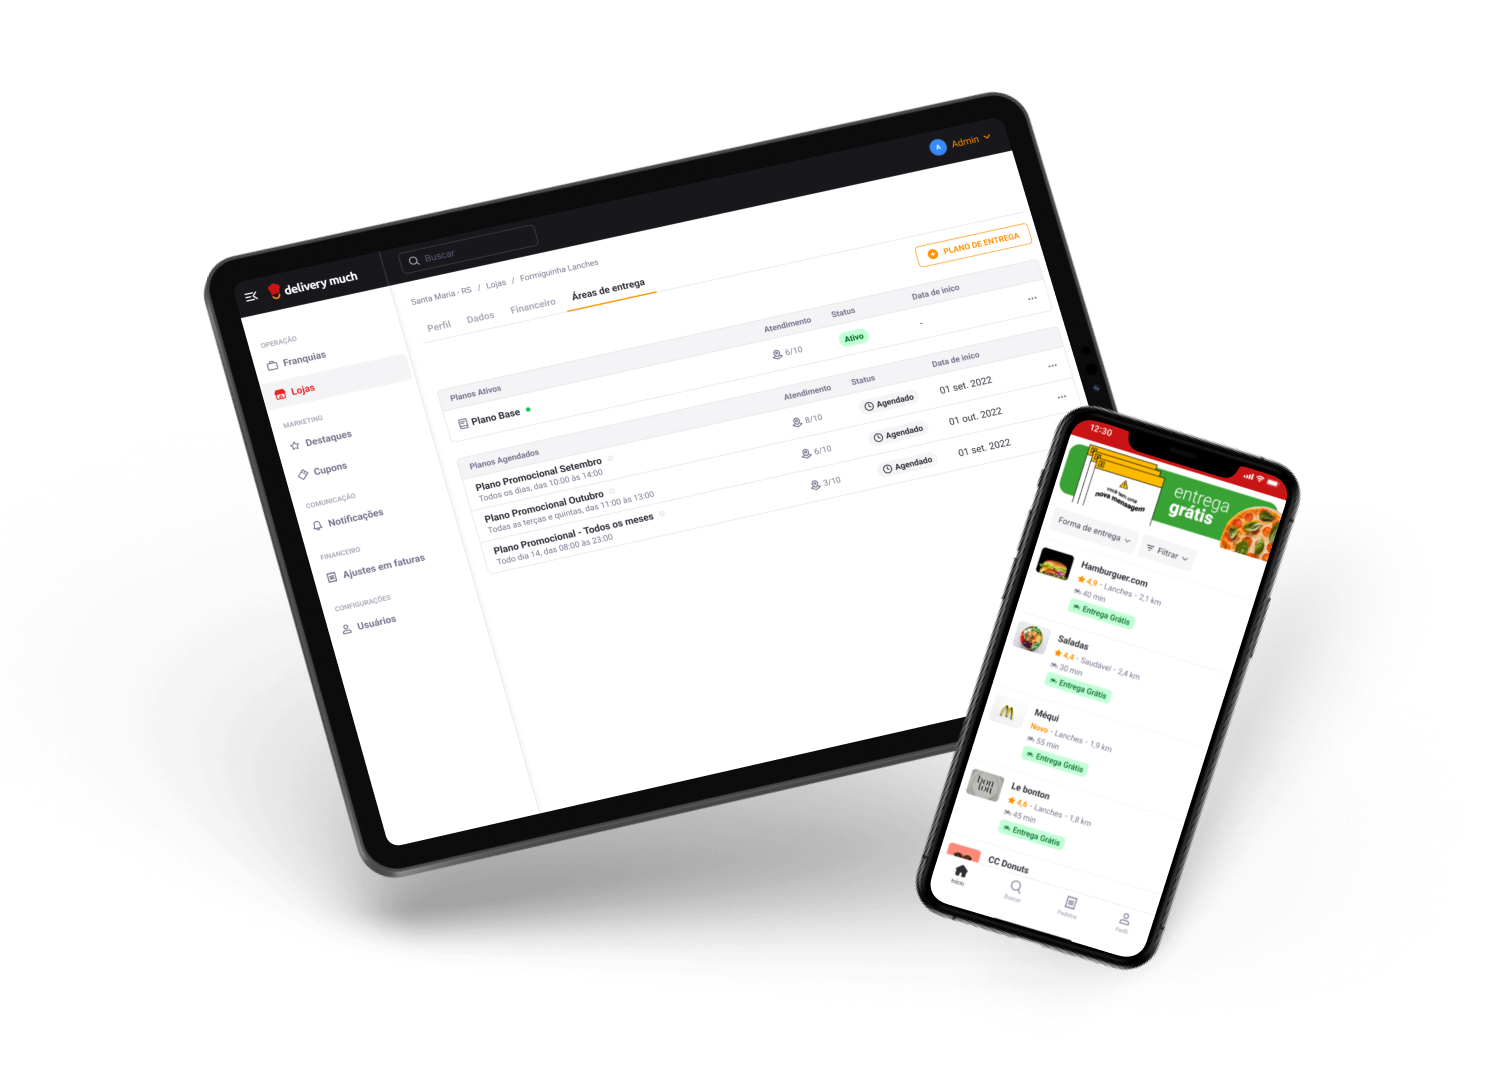 Admin
A
delivery much
Buscar
Santa Maria - RS / Lojas / Formiguinha Lanches
Perfil
Dados
Financeiro
Áreas de entrega
PLANO DE ENTREGA
OPERAÇÃO
Franquias
Lojas
MARKETING
Destaques
Cupons
COMUNICAÇÃO
Notificações
FINANCEIRO
Ajustes em faturas
CONFIGURAÇÕES
Usuários
Planos Ativos
Atendimento
Status
Data de inico
Plano Base
6/10
Ativo
-
Planos Agendados
Atendimento
Status
Data de inico
Plano Promocional Setembro
Todos os dias, das 10:00 às 14:00
8/10
Agendado
01 set. 2022
Plano Promocional Outubro
Todas as terças e quintas, das 11:00 às 13:00
6/10
Agendado
01 out. 2022
Plano Promocional - Todos os meses
Todo dia 14, das 08:00 às 23:00
3/10
Agendado
01 set. 2022
12:30
você tem uma
nova mensagem
entrega
grátis
Forma de entrega
Filtrar
Hamburguer.com
4,9 · Lanches · 2,1 km
40 min
Entrega Grátis
Saladas
4,4 · Saudável · 2,4 km
30 min
Entrega Grátis
Méqui
Novo · Lanches · 1,9 km
55 min
Entrega Grátis
bon
ton
Le bonton
4,6 · Lanches · 1,8 km
45 min
Entrega Grátis
CC Donuts
Início
Buscar
Pedidos
Perfil